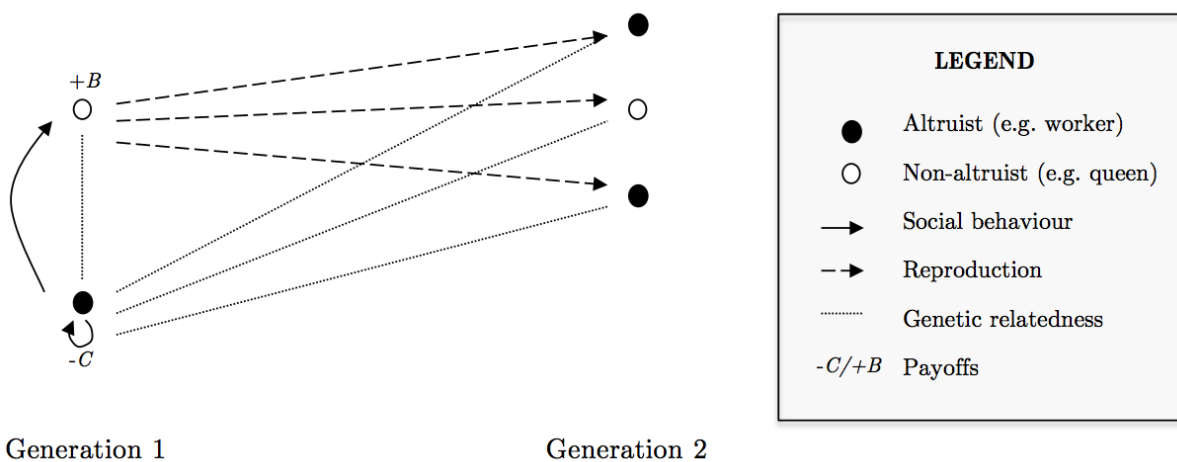 +B
-C
Generation 1
Generation 2
LEGEND
Altruist (e.g. worker)
Non-altruist (e.g. queen)
Social behaviour
Reproduction
Genetic relatedness
-C/+B Payoffs